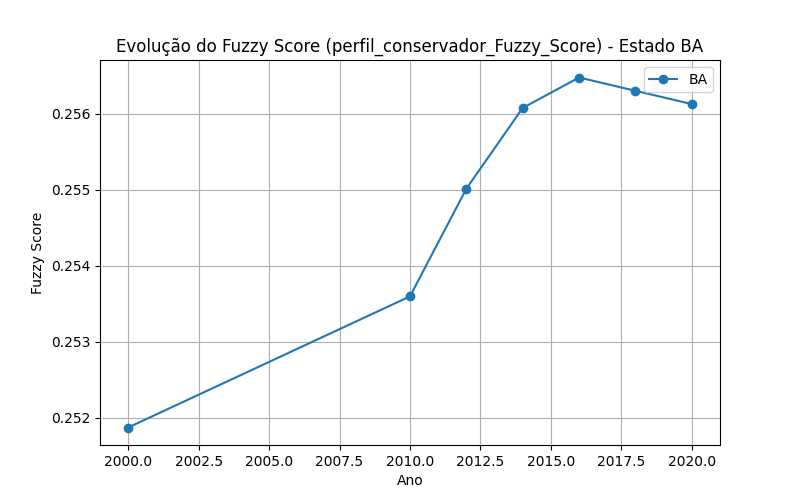 Evolução do Fuzzy Score (perfil_conservador_Fuzzy_Score) - Estado BA
BA
0.256
0.255
0.254
0.253
0.252
Fuzzy Score
2000.0 2002.5 2005.0 2007.5 2010.0 2012.5 2015.0 2017.5 2020.0
Ano